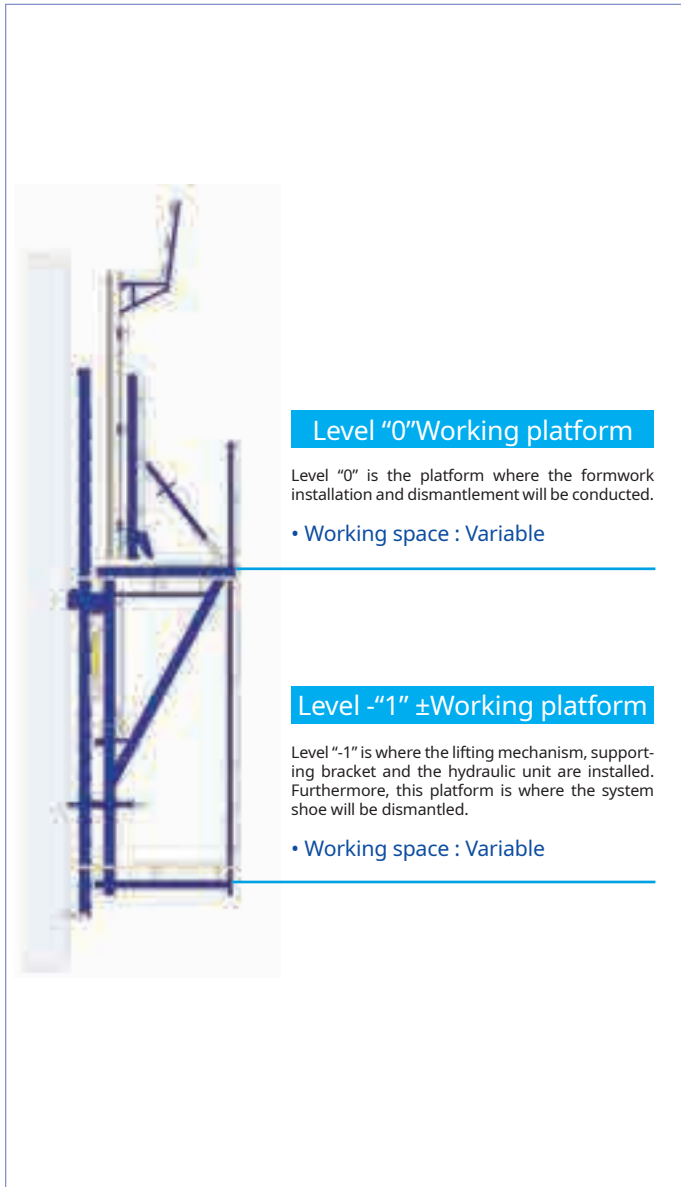 Level “0”Working platform
Level “0” is the platform where the formwork
installation and dismantlement will be conducted.
• Working space : Variable
Level -“1” ±Working platform
Level “-1” is where the lifting mechanism, support-
ing bracket and the hydraulic unit are installed.
Furthermore, this platform is where the system
shoe will be dismantled.
• Working space : Variable